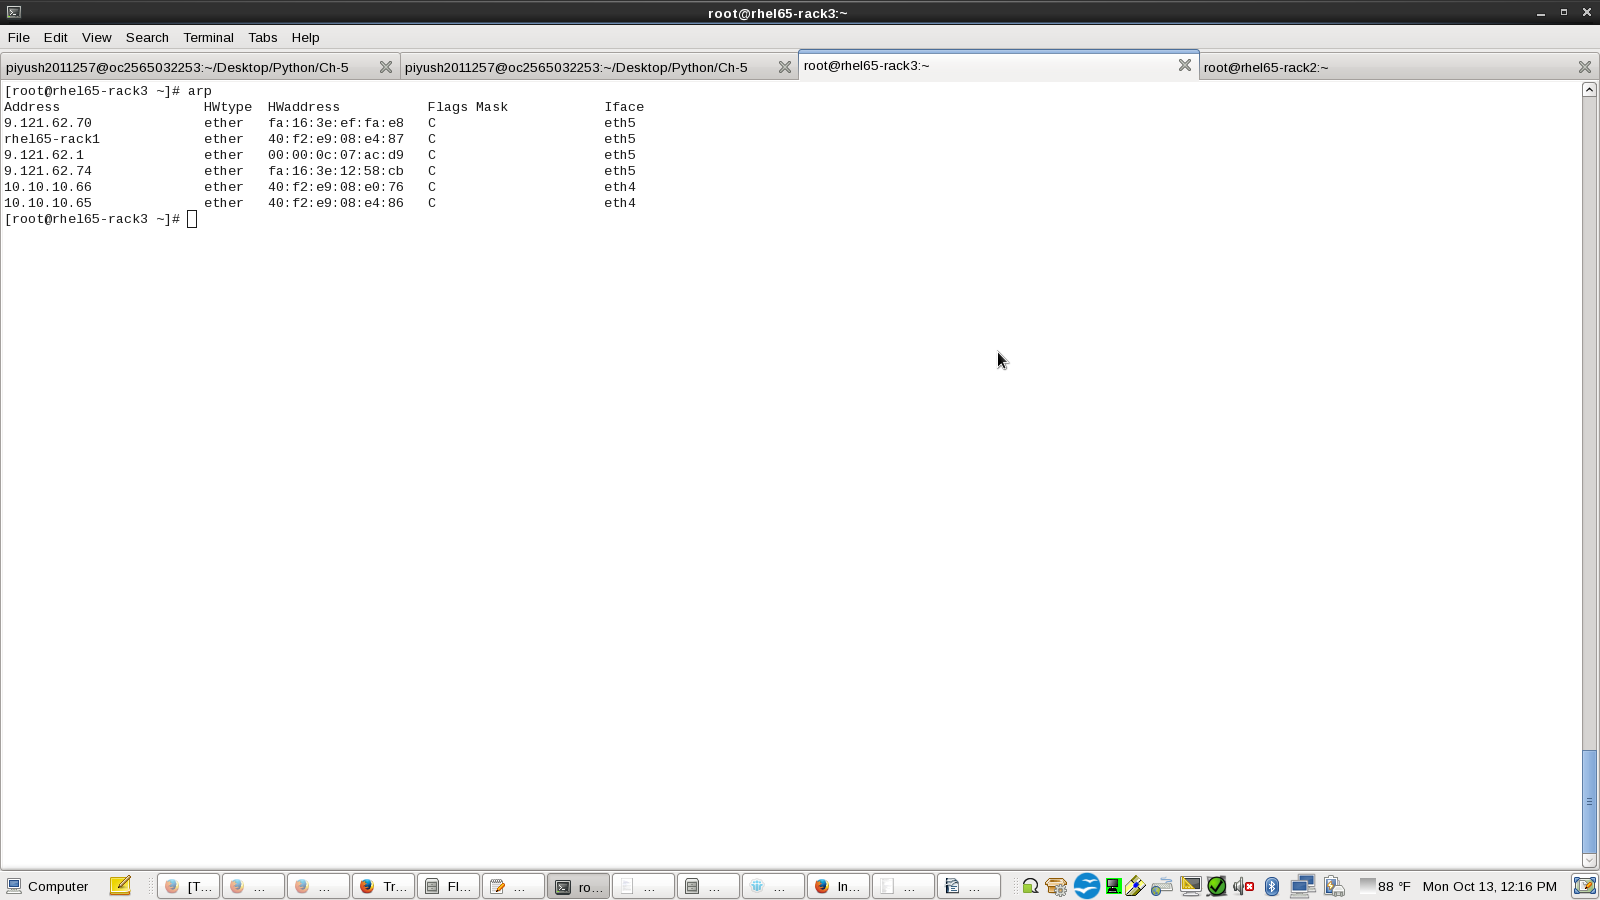 root@rhel65-rack3:~
File Edit View Search Terminal Tabs Help
piyush2011257@oc2565032253:~/Desktop/Python/Ch-5 piyush2011257@oc2565032253:~/Desktop/Python/Ch-5 root@rhel65-rack3:~ root@rhel65-rack2:~
[root@rhel65-rack3 ~]# arp
Address HWtype HWaddress Flags Mask Iface
9.121.62.70 ether fa:16:3e:ef:fa:e8 C eth5
rhel65-rack1 ether 40:f2:e9:08:e4:87 C eth5
9.121.62.1 ether 00:00:0c:07:ac:d9 C eth5
9.121.62.74 ether fa:16:3e:12:58:cb C eth5
10.10.10.66 ether 40:f2:e9:08:e0:76 C eth4
10.10.10.65 ether 40:f2:e9:08:e4:86 C eth4
[root@rhel65-rack3 ~]#
Computer [T... ... ... Tr... Fl... ... ro... ... ... ... In... ... ... 88 °F Mon Oct 13, 12:16 PM